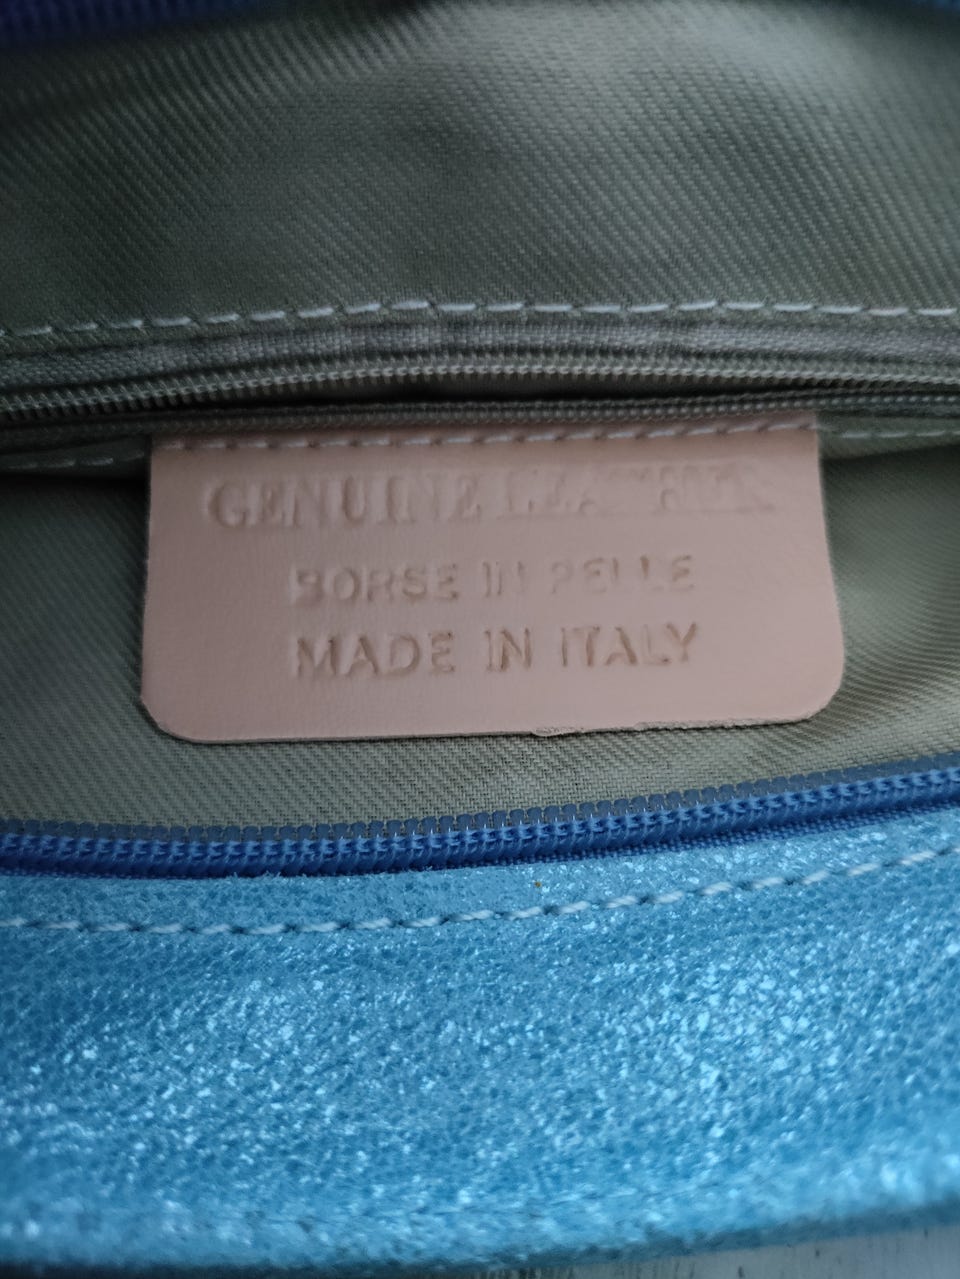 GENUINE LEATHER
BORSE IN PELLE
MADE IN ITALY